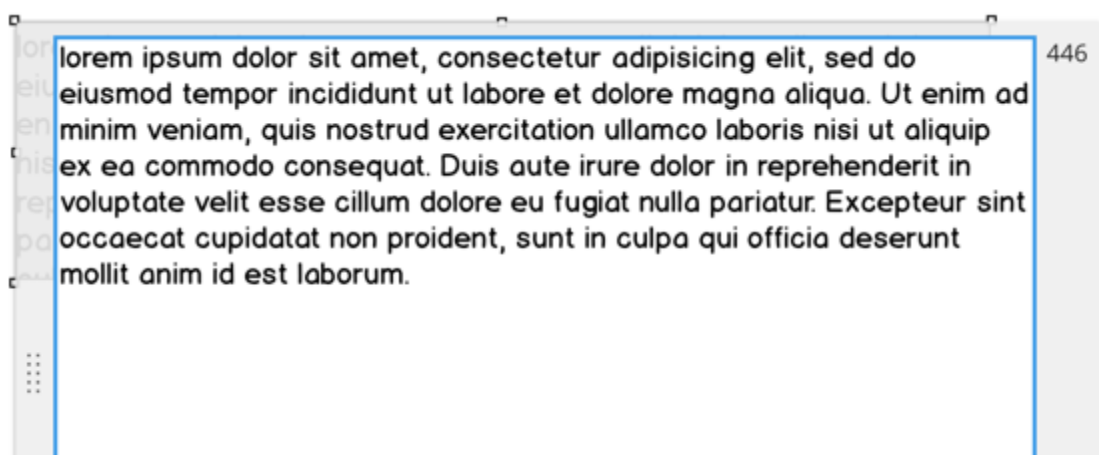 lorem ipsum dolor sit amet, consectetur adipisicing elit, sed do
eiusmod tempor incididunt ut labore et dolore magna aliqua. Ut enim ad
minim veniam, quis nostrud exercitation ullamco laboris nisi ut aliquip
ex ea commodo consequat. Duis aute irure dolor in reprehenderit in
voluptate velit esse cillum dolore eu fugiat nulla pariatur. Excepteur sint
occaecat cupidatat non proident, sunt in culpa qui officia deserunt
mollit anim id est laborum.
446